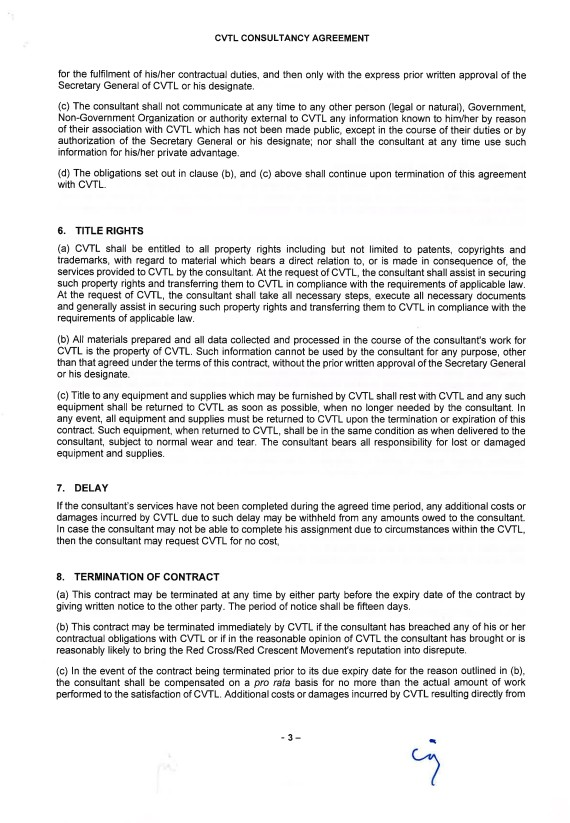 CVTL CONSULTANCY AGREEMENT
for the fulfilment of his/her contractual duties, and then only with the express prior written approval of the
Secretary General of CVTL or his designate.
(c) The consultant shall not communicate at any time to any other person (legal or natural), Government,
Non-Government Organization or authority external to CVTL any information known to him/her by reason
of their association with CVTL which has not been made public, except in the course of their duties or by
authorization of the Secretary General or his designate; nor shall the consultant at any time use such
information for his/her private advantage.
(d) The obligations set out in clause (b), and (c) above shall continue upon termination of this agreement
with CVTL.
6. TITLE RIGHTS
(a) CVTL shall be entitled to all property rights including but not limited to patents, copyrights and
trademarks, with regard to material which bears a direct relation to, or is made in consequence of, the
services provided to CVTL by the consultant. At the request of CVTL, the consultant shall assist in securing
such property rights and transferring them to CVTL in compliance with the requirements of applicable law.
At the request of CVTL, the consultant shall take all necessary steps, execute all necessary documents
and generally assist in securing such property rights and transferring them to CVTL in compliance with the
requirements of applicable law.
(b) All materials prepared and all data collected and processed in the course of the consultant's work for
CVTL is the property of CVTL. Such information cannot be used by the consultant for any purpose, other
than that agreed under the terms of this contract, without the prior written approval of the Secretary General
or his designate.
(c) Title to any equipment and supplies which may be furnished by CVTL shall rest with CVTL and any such
equipment shall be returned to CVTL as soon as possible, when no longer needed by the consultant. In
any event, all equipment and supplies must be returned to CVTL upon the termination or expiration of this
contract. Such equipment, when returned to CVTL, shall be in the same condition as when delivered to the
consultant, subject to normal wear and tear. The consultant bears all responsibility for lost or damaged
equipment and supplies.
7. DELAY
If the consultant's services have not been completed during the agreed time period, any additional costs or
damages incurred by CVTL due to such delay may be withheld from any amounts owed to the consultant.
In case the consultant may not be able to complete his assignment due to circumstances within the CVTL,
then the consultant may request CVTL for no cost,
8. TERMINATION OF CONTRACT
(a) This contract may be terminated at any time by either party before the expiry date of the contract by
giving written notice to the other party. The period of notice shall be fifteen days.
(b) This contract may be terminated immediately by CVTL if the consultant has breached any of his or her
contractual obligations with CVTL or if in the reasonable opinion of CVTL the consultant has brought or is
reasonably likely to bring the Red Cross/Red Crescent Movement's reputation into disrepute.
(c) In the event of the contract being terminated prior to its due expiry date for the reason outlined in (b),
the consultant shall be compensated on a pro rata basis for no more than the actual amount of work
performed to the satisfaction of CVTL. Additional costs or damages incurred by CVTL resulting directly from
- 3 –